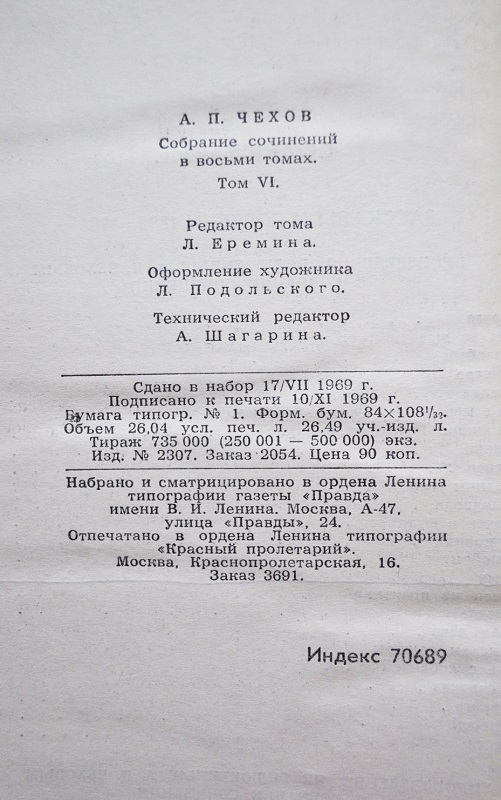 А. П. ЧЕХОВ
Собрание сочинений
в восьми томах.
Том VI.
Редактор тома
Л. Еремина.
Оформление художника
Л. Подольского.
Технический редактор
А. Шагарина.
Сдано в набор 17/VII 1969 г.
Подписано к печати 10/XI 1969 г.
Бумага типогр. № 1. Форм. бум. 84×108¹/₃₂.
Объем 26,04 усл. печ. л. 26,49 уч.-изд. л.
Тираж 735 000 (250 001 — 500 000) экз.
Изд. № 2307. Заказ 2054. Цена 90 коп.
Набрано и сматрицировано в ордена Ленина
типографии газеты «Правда»
имени В. И. Ленина. Москва, А-47,
улица «Правды», 24.
Отпечатано в ордена Ленина типографии
«Красный пролетарий».
Москва, Краснопролетарская, 16.
Заказ 3691.
Индекс 70689